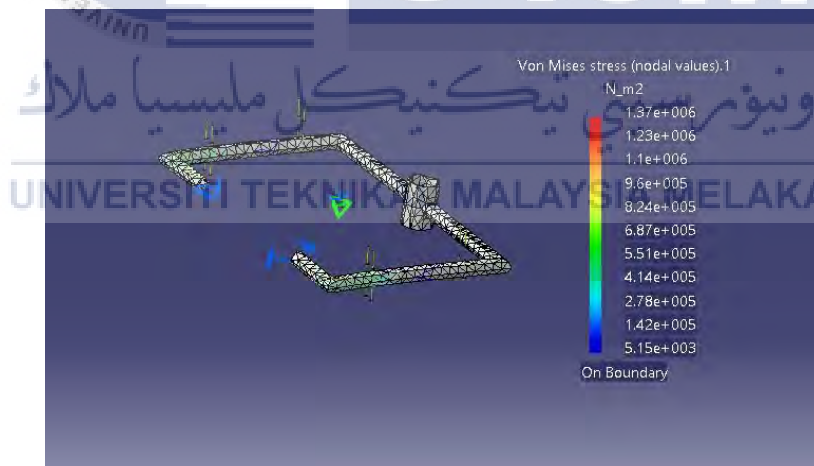 Von Mises stress (nodal values).1
N_m2
1.37e+006
1.23e+006
1.1e+006
9.6e+005
8.24e+005
6.87e+005
5.51e+005
4.14e+005
2.78e+005
1.42e+005
5.15e+003
On Boundary
اونيۏرسيتي تيكنيكل مليسيا ملاك
UNIVERSITI TEKNIKAL MALAYSIA MELAKA